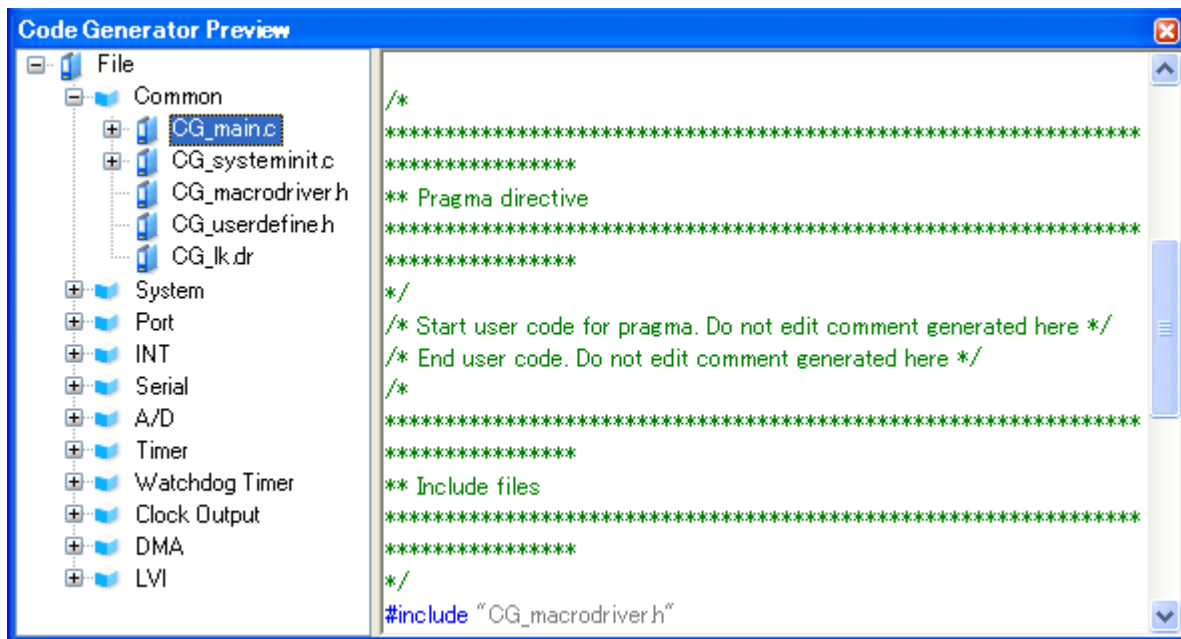 Code Generator Preview
File
Common
CG_main.c
CG_systeminit.c
CG_macrodriver.h
CG_userdefine.h
CG_lk.dr
System
Port
INT
Serial
A/D
Timer
Watchdog Timer
Clock Output
DMA
LVI
/*
***************************************************************
****************
** Pragma directive
***************************************************************
****************
*/
/* Start user code for pragma. Do not edit comment generated here */
/* End user code. Do not edit comment generated here */
/*
***************************************************************
****************
** Include files
***************************************************************
****************
*/
#include "CG_macrodriver.h"